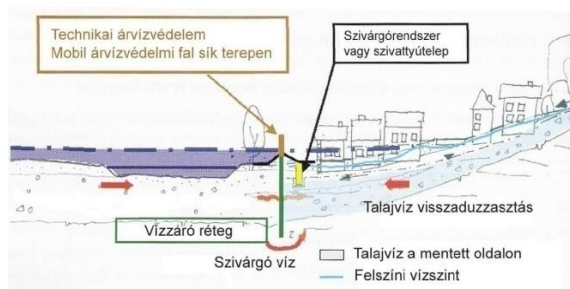 Technikai árvízvédelem
Mobil árvízvédelmi fal sík terepen
Szivárgórendszer
vagy szivattyútelep
Talajvíz visszaduzzasztás
Vízzáró réteg
Szivárgó víz
Talajvíz a mentett oldalon
Felszíni vízszint